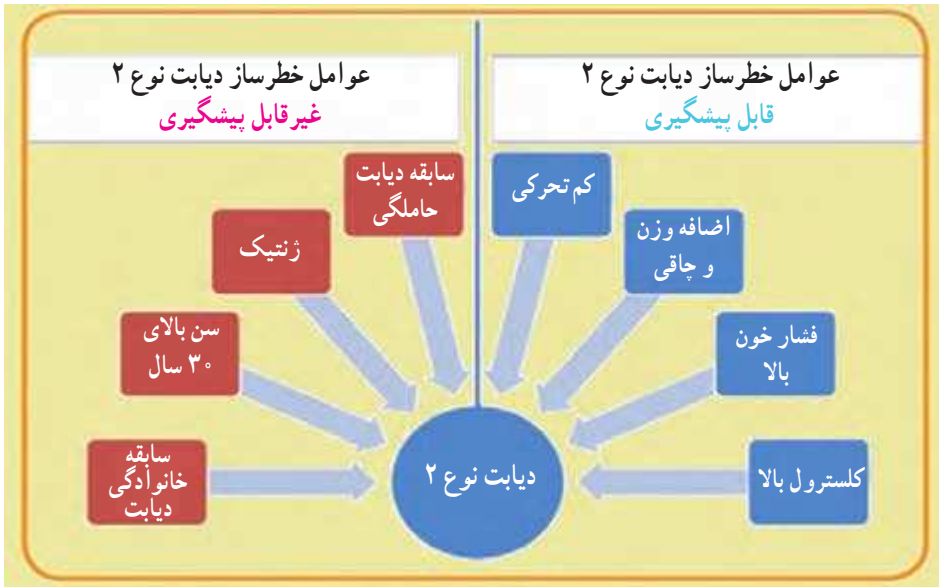 عوامل خطرساز دیابت نوع ۲
قابل پیشگیری
عوامل خطرساز دیابت نوع ۲
غیرقابل پیشگیری
کم تحرکی
اضافه وزن
و چاقی
فشار خون
بالا
کلسترول بالا
سابقه دیابت
حاملگی
ژنتیک
سن بالای
۳۰ سال
سابقه
خانوادگی
دیابت
دیابت نوع ۲